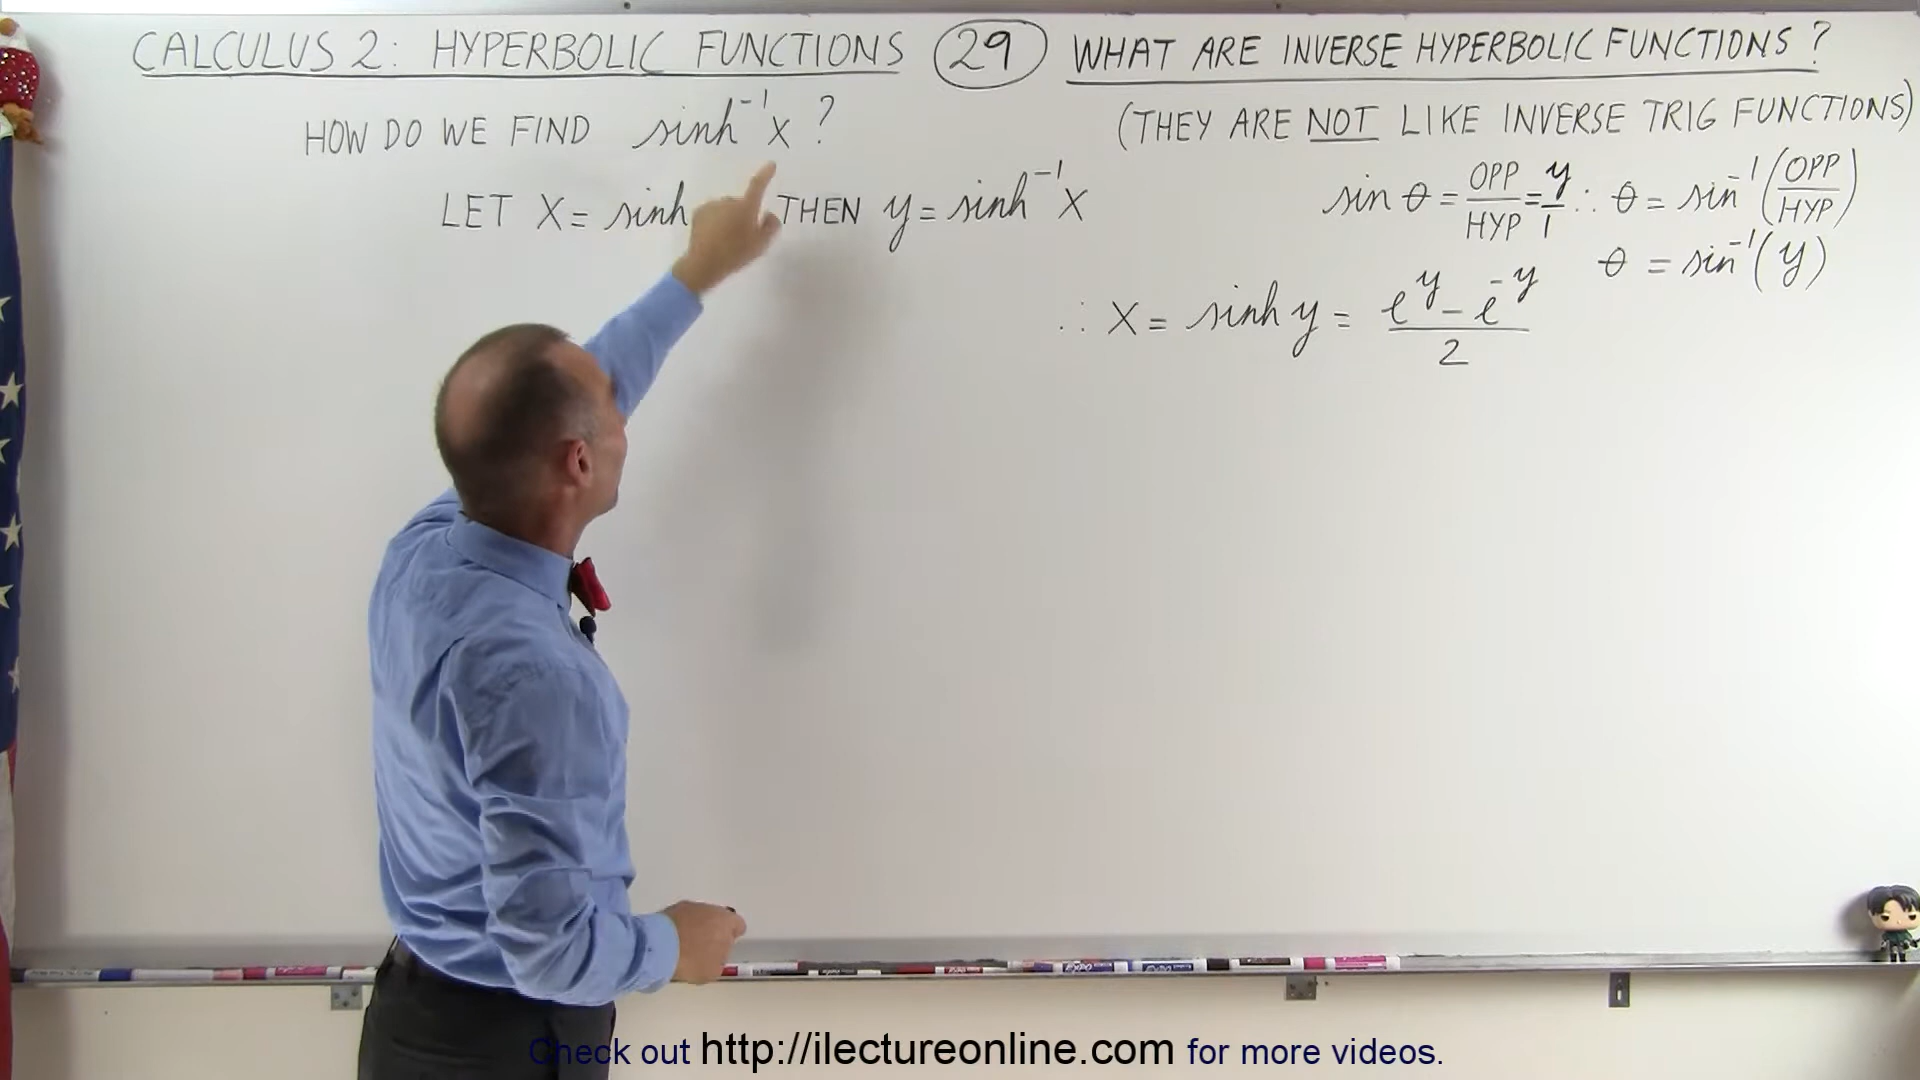 CALCULUS 2: HYPERBOLIC FUNCTIONS 29 WHAT ARE INVERSE HYPERBOLIC FUNCTIONS?
HOW DO WE FIND sinh⁻¹x?
(THEY ARE NOT LIKE INVERSE TRIG FUNCTIONS)
LET X = sinh THEN y = sinh⁻¹x
sin θ = OPP/HYP = y/1 ∴ θ = sin⁻¹(OPP/HYP)
θ = sin⁻¹(y)
∴ X = sinh y = (e^y - e^-y)/2
Check out http://ilectureonline.com for more videos.